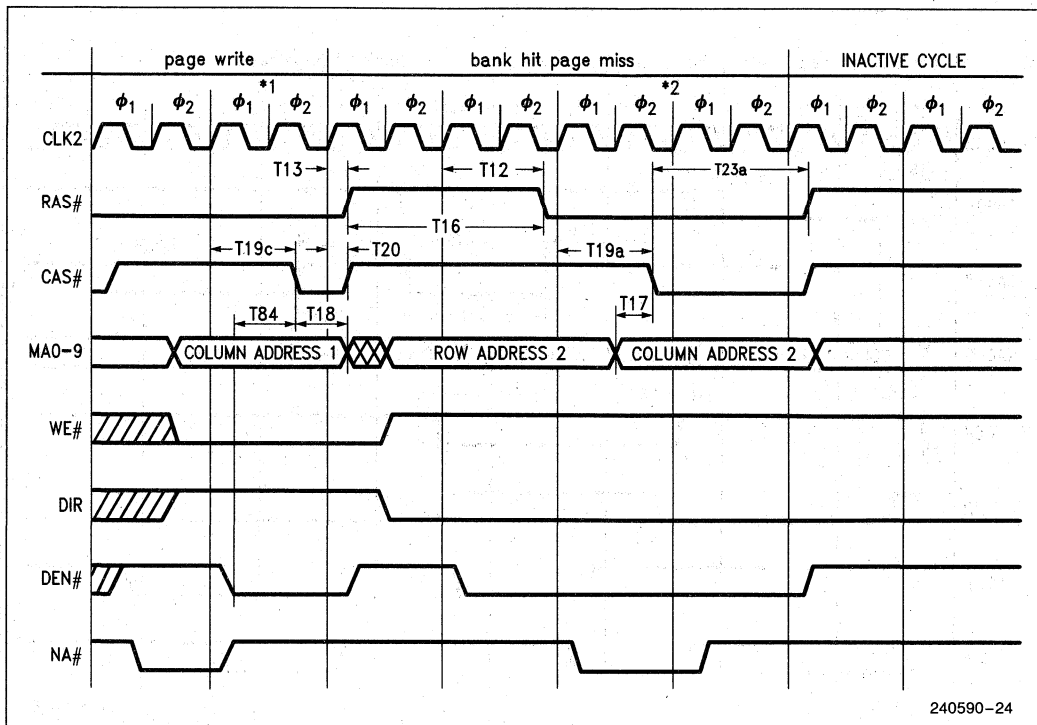 page write bank hit page miss INACTIVE CYCLE
*1 *2
ϕ1 ϕ2 ϕ1 ϕ2 ϕ1 ϕ2 ϕ1 ϕ2 ϕ1 ϕ2 ϕ1 ϕ2 ϕ1 ϕ2 ϕ1 ϕ2
CLK2
T13 T12 T23a
RAS#
T16
T19c T20 T19a
CAS#
T17
T84 T18
MA0-9 COLUMN ADDRESS 1 ROW ADDRESS 2 COLUMN ADDRESS 2
WE#
DIR
DEN#
NA#
240590-24